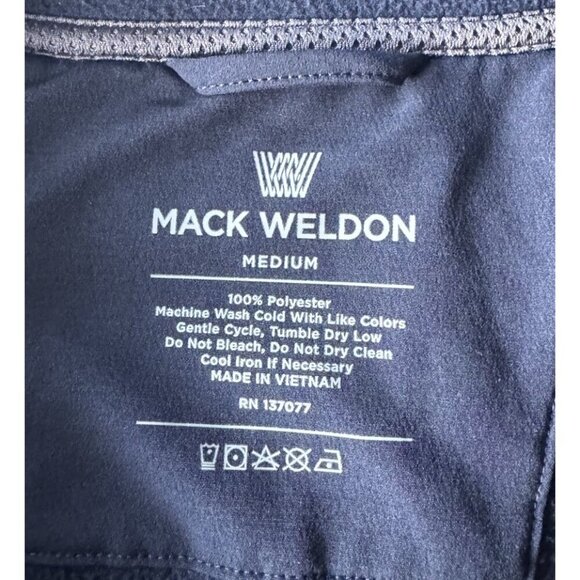 MACK WELDON
MEDIUM
100% Polyester
Machine Wash Cold With Like Colors
Gentle Cycle, Tumble Dry Low
Do Not Bleach, Do Not Dry Clean
Cool Iron If Necessary
MADE IN VIETNAM
RN 137077